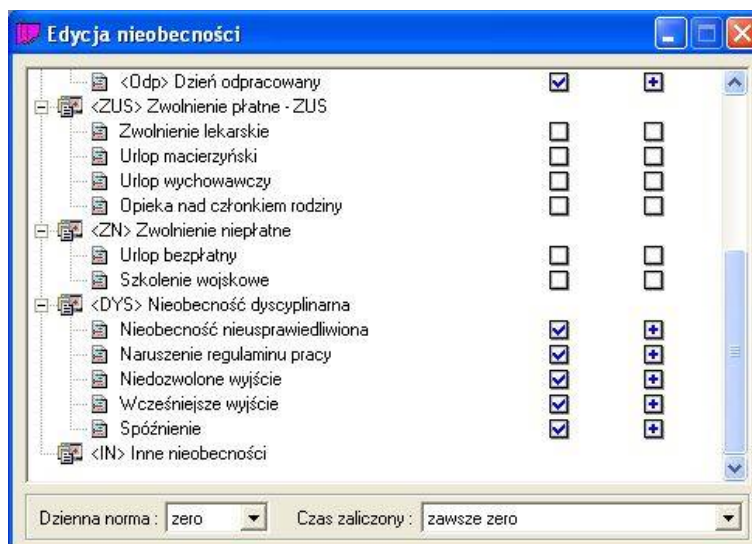 Edycja nieobecności
<Odp> Dzień odpracowany
<ZUS> Zwolnienie płatne - ZUS
Zwolnienie lekarskie
Urlop macierzyński
Urlop wychowawczy
Opieka nad członkiem rodziny
<ZN> Zwolnienie niepłatne
Urlop bezpłatny
Szkolenie wojskowe
<DYS> Nieobecność dyscyplinarna
Nieobecność nieusprawiedliwiona
Naruszenie regulaminu pracy
Niedozwolone wyjście
Wcześniejsze wyjście
Spóźnienie
<IN> Inne nieobecności
Dzienna norma : zero Czas zaliczony : zawsze zero